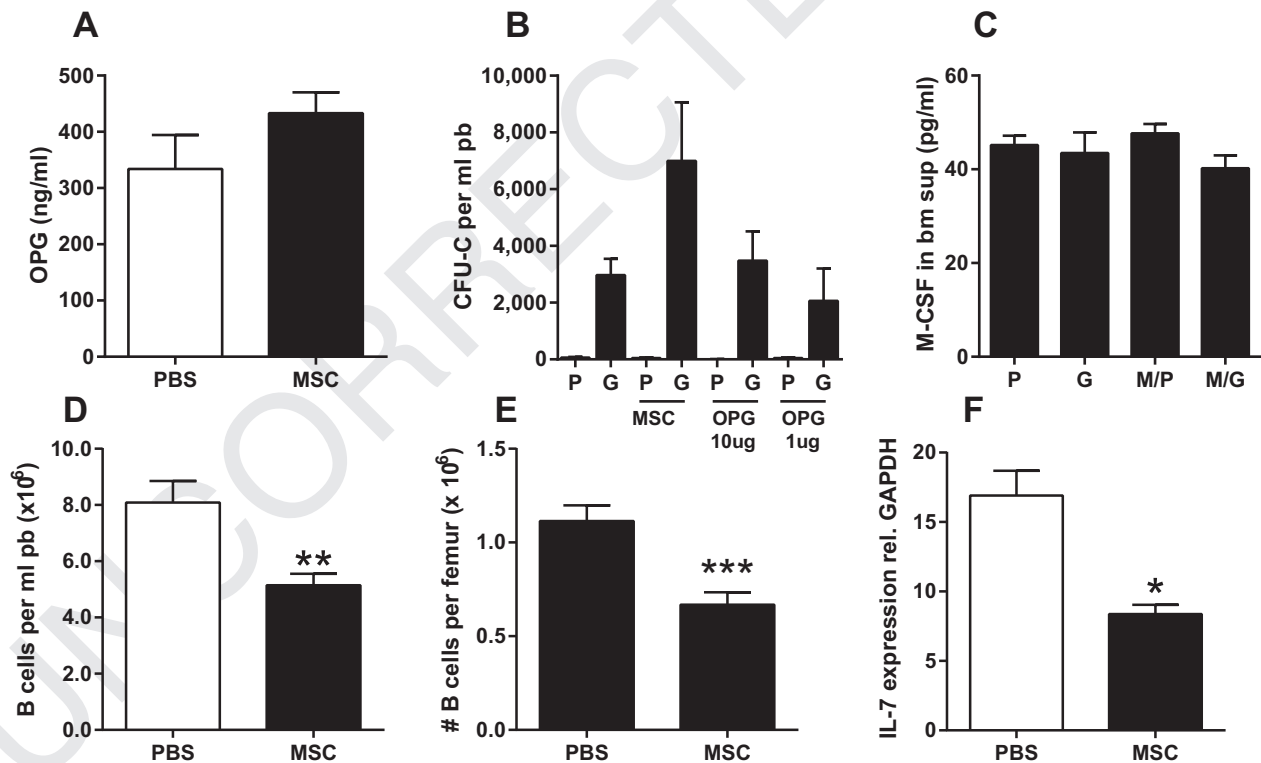 A
OPG (ng/ml)
500
400
300
200
100
0
PBS MSC
B
CFU-C per ml pb
10,000
8,000
6,000
4,000
2,000
0
P G P G P G P G
MSC OPG OPG
10ug 1ug
C
M-CSF in bm sup (pg/ml)
60
40
20
0
P G M/P M/G
D
B cells per ml pb (x10⁶)
10.0
8.0
6.0
4.0
2.0
0.0
**
PBS MSC
E
# B cells per femur (x 10⁶)
1.5
1.0
0.5
0.0
***
PBS MSC
F
IL-7 expression rel. GAPDH
20
15
10
5
0
*
PBS MSC
UNCORRECTE